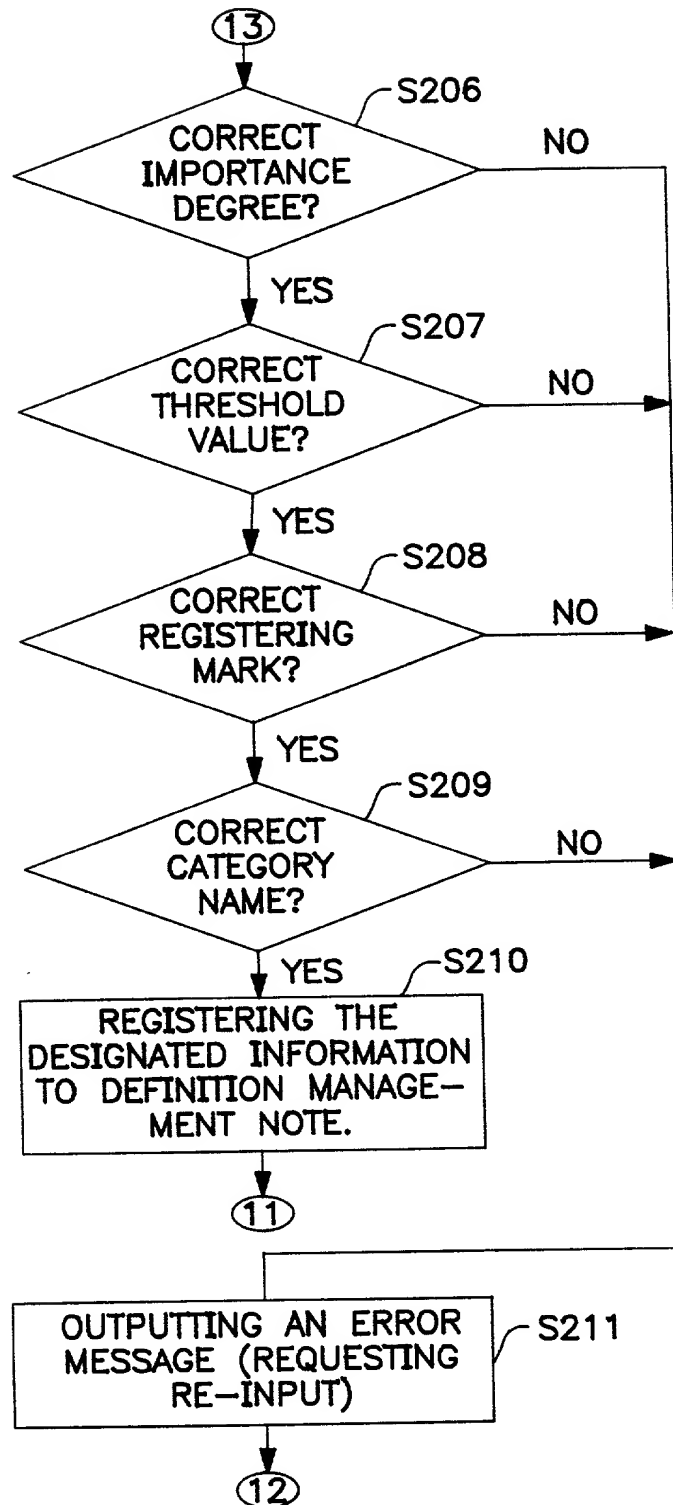 13
S206
CORRECT
IMPORTANCE
DEGREE?
NO
YES
S207
CORRECT
THRESHOLD
VALUE?
NO
YES
S208
CORRECT
REGISTERING
MARK?
NO
YES
S209
CORRECT
CATEGORY
NAME?
NO
YES
S210
REGISTERING THE
DESIGNATED INFORMATION
TO DEFINITION MANAGE-
MENT NOTE.
11
OUTPUTTING AN ERROR
MESSAGE (REQUESTING
RE-INPUT)
S211
12